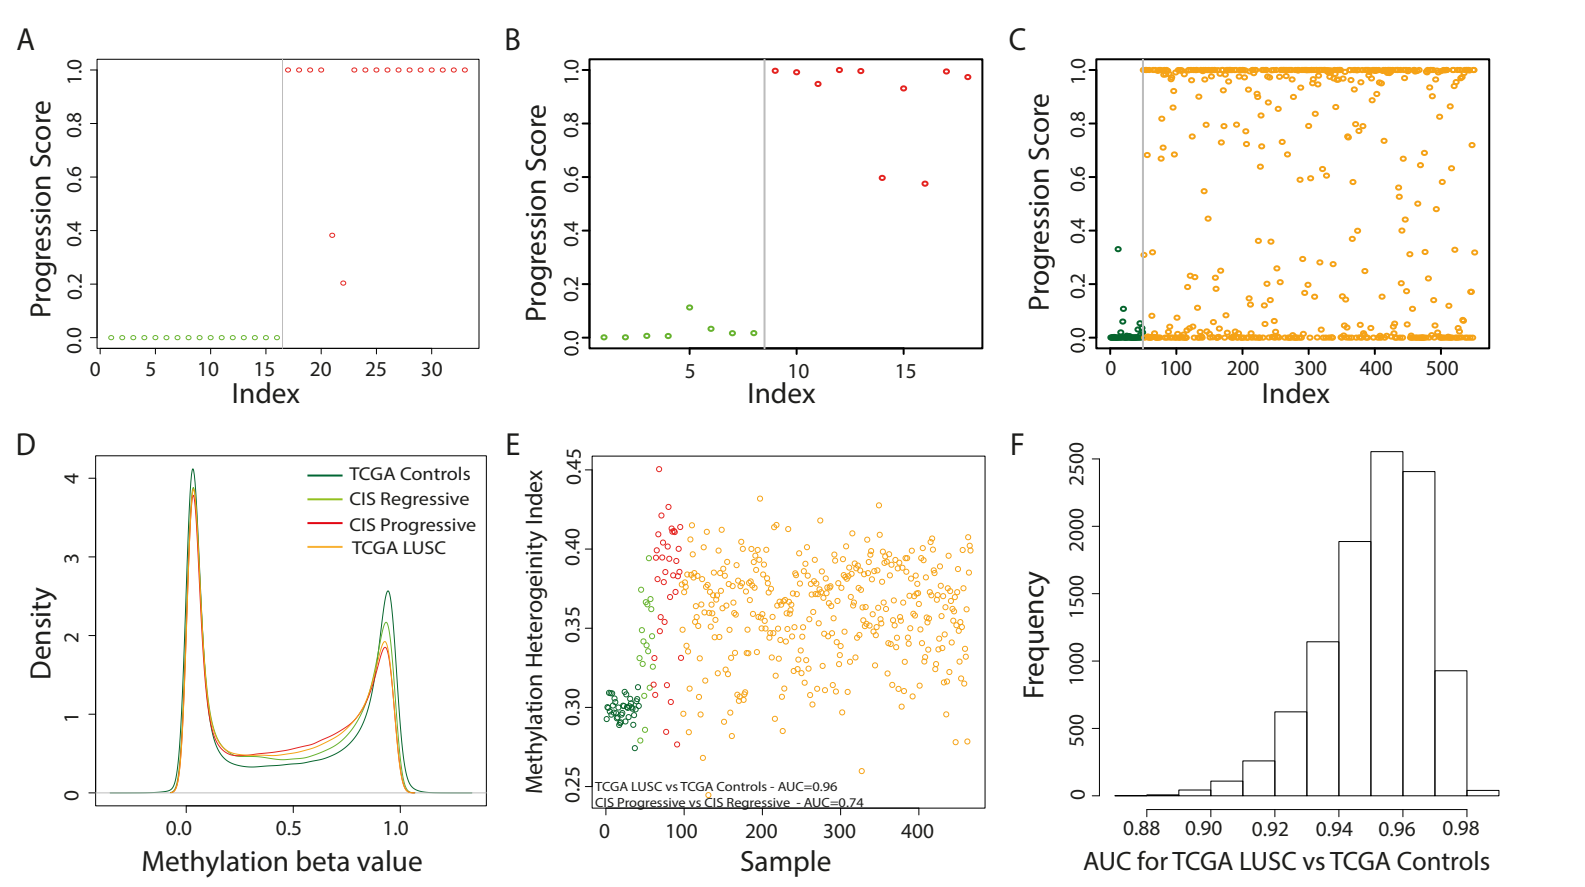 A
Progression Score
0.0 0.2 0.4 0.6 0.8 1.0
0 5 10 15 20 25 30
Index
B
Progression Score
0.0 0.2 0.4 0.6 0.8 1.0
5 10 15
Index
C
Progression Score
0.0 0.2 0.4 0.6 0.8 1.0
0 100 200 300 400 500
Index
D
Density
0 1 2 3 4
TCGA Controls
CIS Regressive
CIS Progressive
TCGA LUSC
0.0 0.5 1.0
Methylation beta value
E
Methylation Heterogeinity Index
0.25 0.30 0.35 0.40 0.45
TCGA LUSC vs TCGA Controls - AUC=0.96
CIS Progressive vs CIS Regressive - AUC=0.74
0 100 200 300 400
Sample
F
Frequency
0 500 1000 1500 2000 2500
0.88 0.90 0.92 0.94 0.96 0.98
AUC for TCGA LUSC vs TCGA Controls